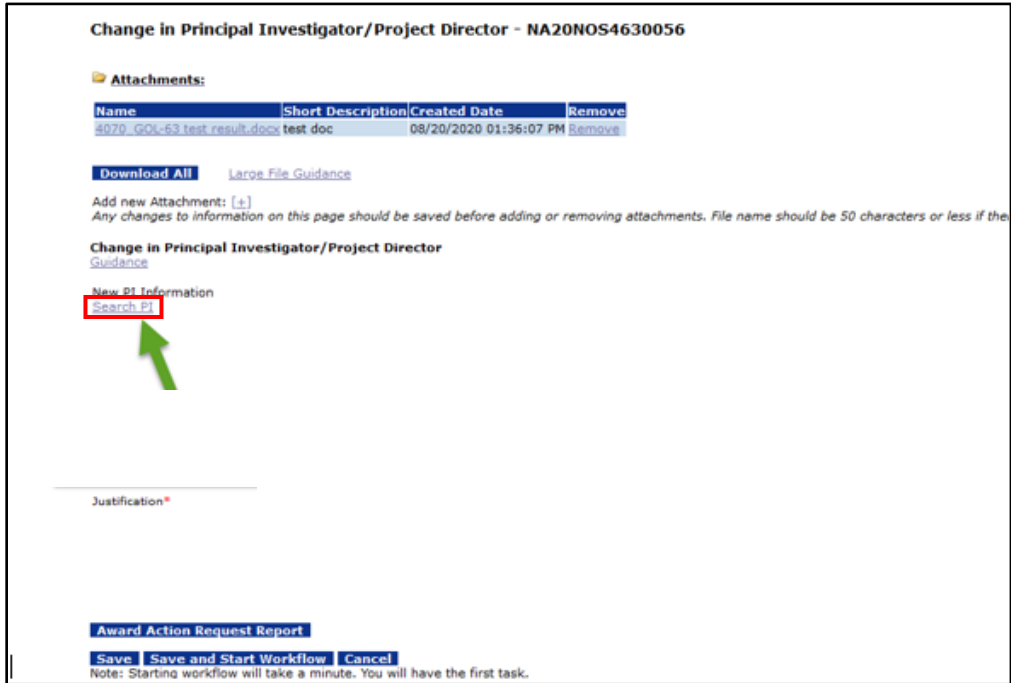 Change in Principal Investigator/Project Director - NA20NOS4630056
Attachments:
Name Short Description Created Date Remove
4070_GOL-63 test result.docx test doc 08/20/2020 01:36:07 PM Remove
Download All Large File Guidance
Add new Attachment: [+]
Any changes to information on this page should be saved before adding or removing attachments. File name should be 50 characters or less if
Change in Principal Investigator/Project Director
Guidance
New PI Information
Search PI
Justification*
Award Action Request Report
Save Save and Start Workflow Cancel
Note: Starting workflow will take a minute. You will have the first task.